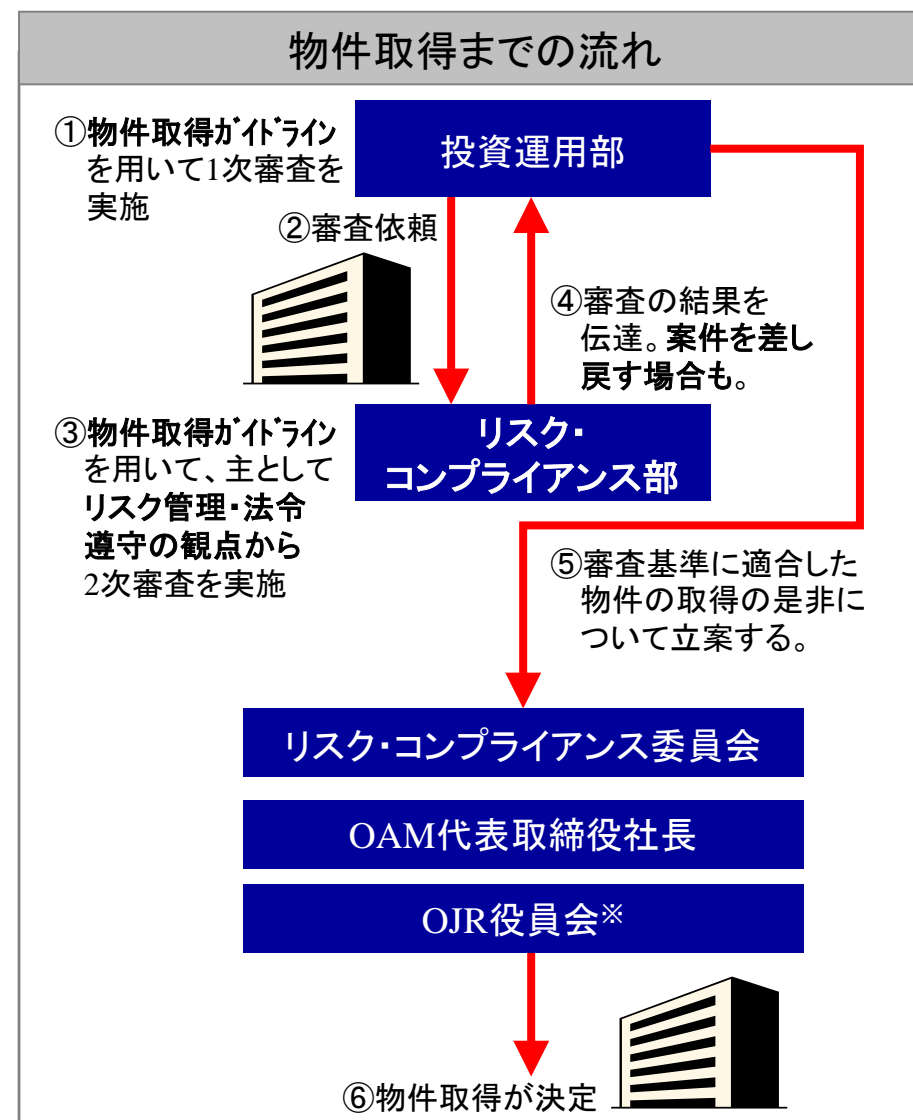 物件取得までの流れ
①物件取得ガイドライン
を用いて1次審査を
実施
投資運用部
②審査依頼
④審査の結果を
伝達。案件を差し
戻す場合も。
③物件取得ガイドライン
を用いて、主として
リスク管理・法令
遵守の観点から
2次審査を実施
リスク・
コンプライアンス部
⑤審査基準に適合した
物件の取得の是非に
ついて立案する。
リスク・コンプライアンス委員会
OAM代表取締役社長
OJR役員会※
⑥物件取得が決定